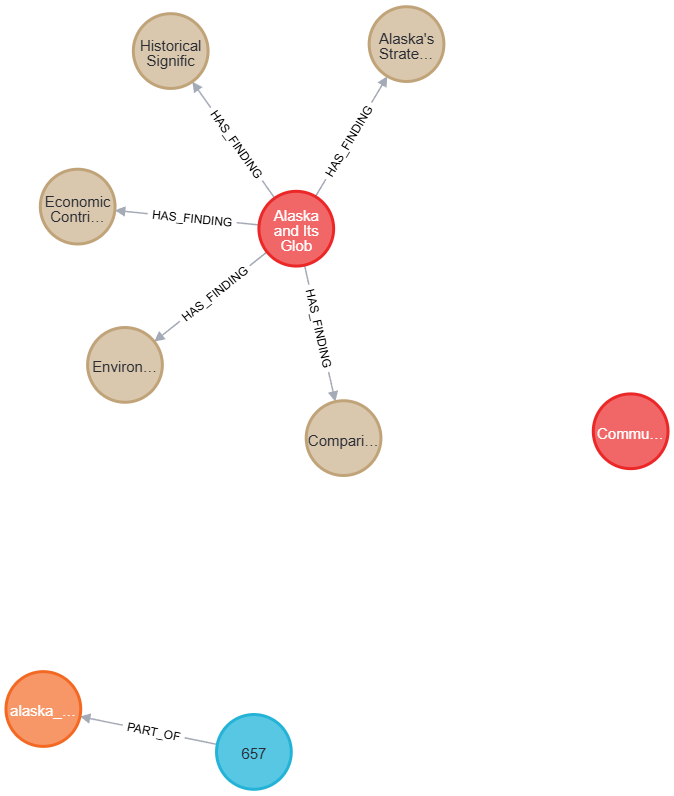 Historical
Signific
Alaska's
Strate…
HAS_FINDING
HAS_FINDING
Economic
Contri…
HAS_FINDING
Alaska
and Its
Glob
HAS_FINDING
HAS_FINDING
Environ…
Compari…
Commu…
alaska_…
PART_OF
657